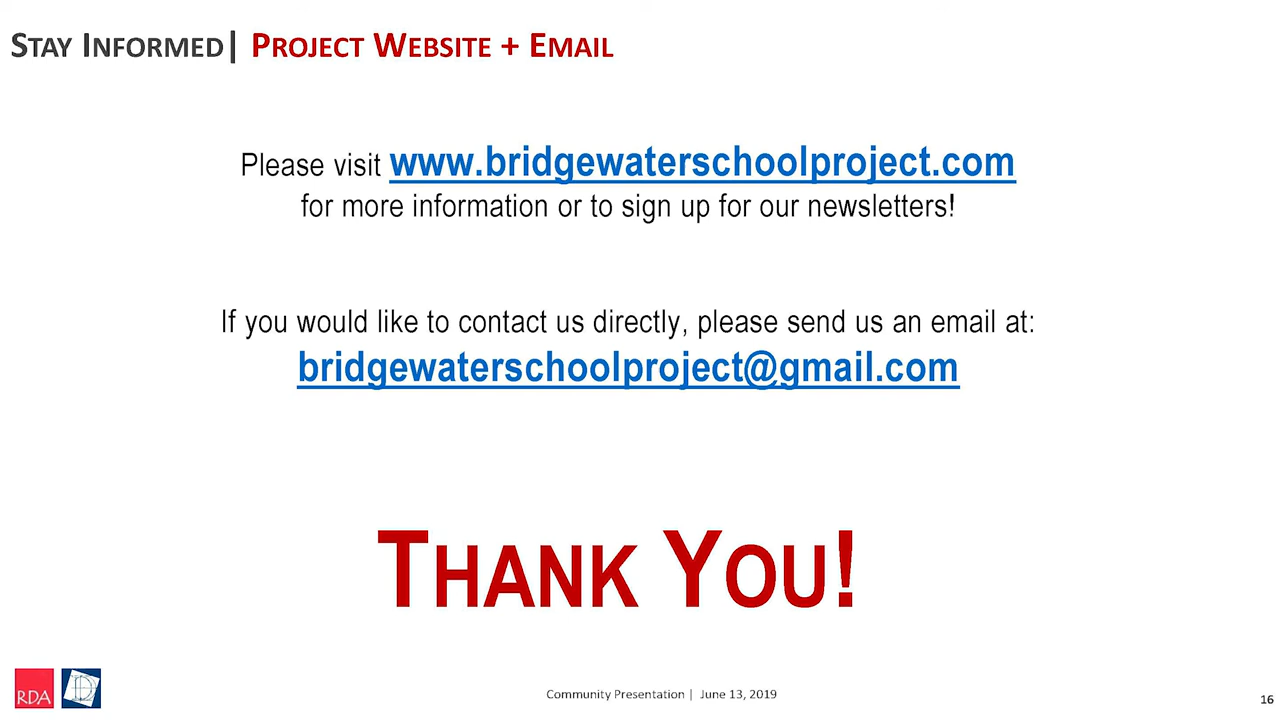 STAY INFORMED| PROJECT WEBSITE + EMAIL
Please visit www.bridgewaterschoolproject.com
for more information or to sign up for our newsletters!
If you would like to contact us directly, please send us an email at:
bridgewaterschoolproject@gmail.com
THANK YOU!
RDA
Community Presentation | June 13, 2019
16